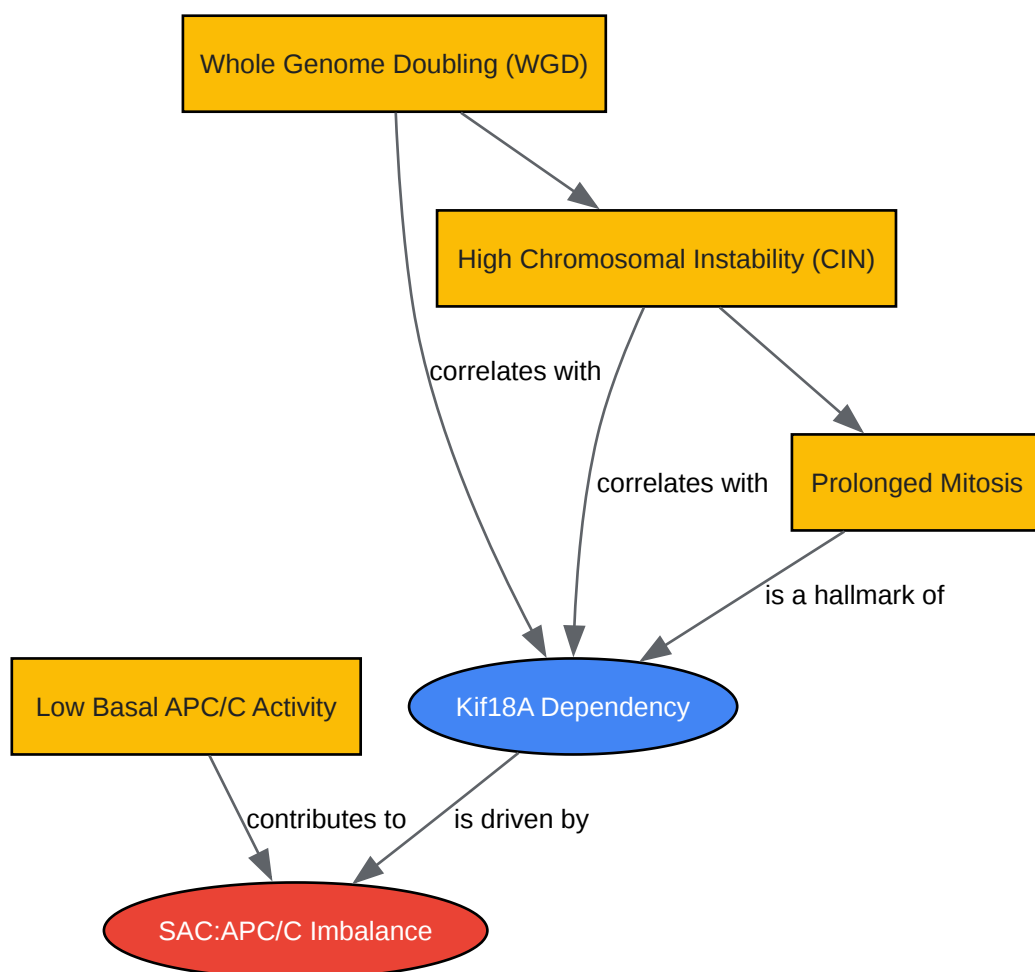 Whole Genome Doubling (WGD)
High Chromosomal Instability (CIN)
correlates with
correlates with
Prolonged Mitosis
is a hallmark of
Low Basal APC/C Activity
Kif18A Dependency
contributes to
is driven by
SAC:APC/C Imbalance